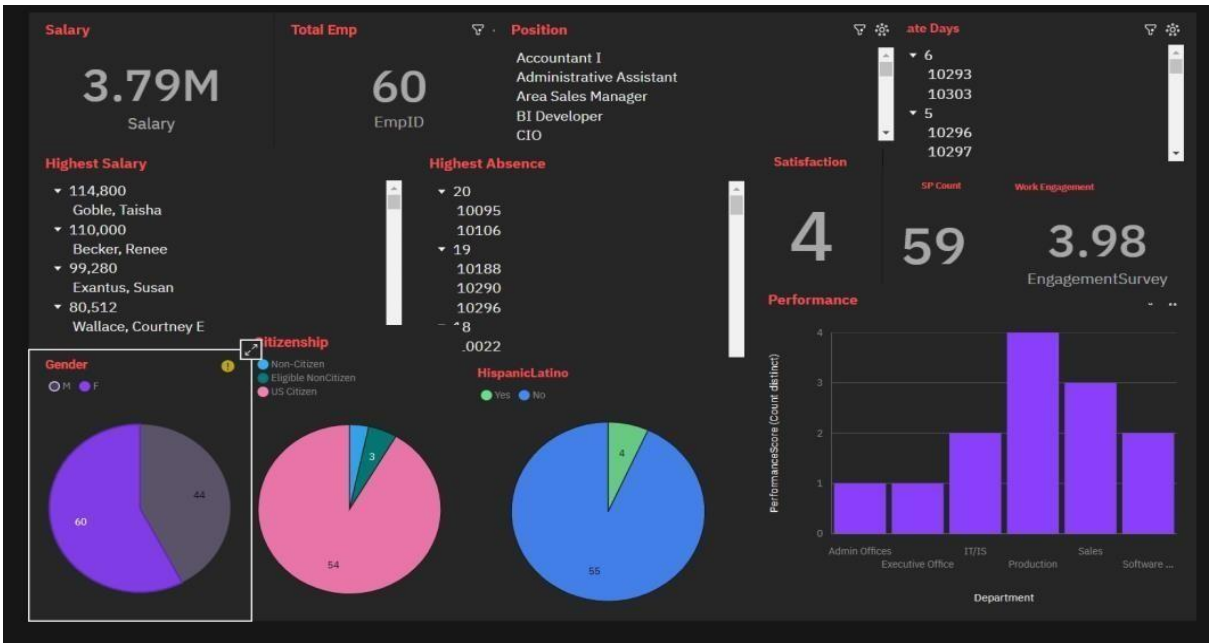 Salary
3.79M
Salary
Total Emp
60
EmpID
Position
Accountant I
Administrative Assistant
Area Sales Manager
BI Developer
CIO
ate Days
6
10293
10303
5
10296
10297
Highest Salary
114,800
Goble, Taisha
110,000
Becker, Renee
99,280
Exantus, Susan
80,512
Wallace, Courtney E
Highest Absence
20
10095
10106
19
10188
10290
10296
.0022
Satisfaction
4
SP Count
59
Work Engagement
3.98
EngagementSurvey
Gender
M F
44
60
itizenship
Non-Citizen
Eligible NonCitizen
US Citizen
3
54
HispanicLatino
Yes No
4
55
Performance
PerformanceScore (Count distinct)
4
3
2
1
0
Admin Offices
Executive Office
IT/IS
Production
Sales
Software ...
Department